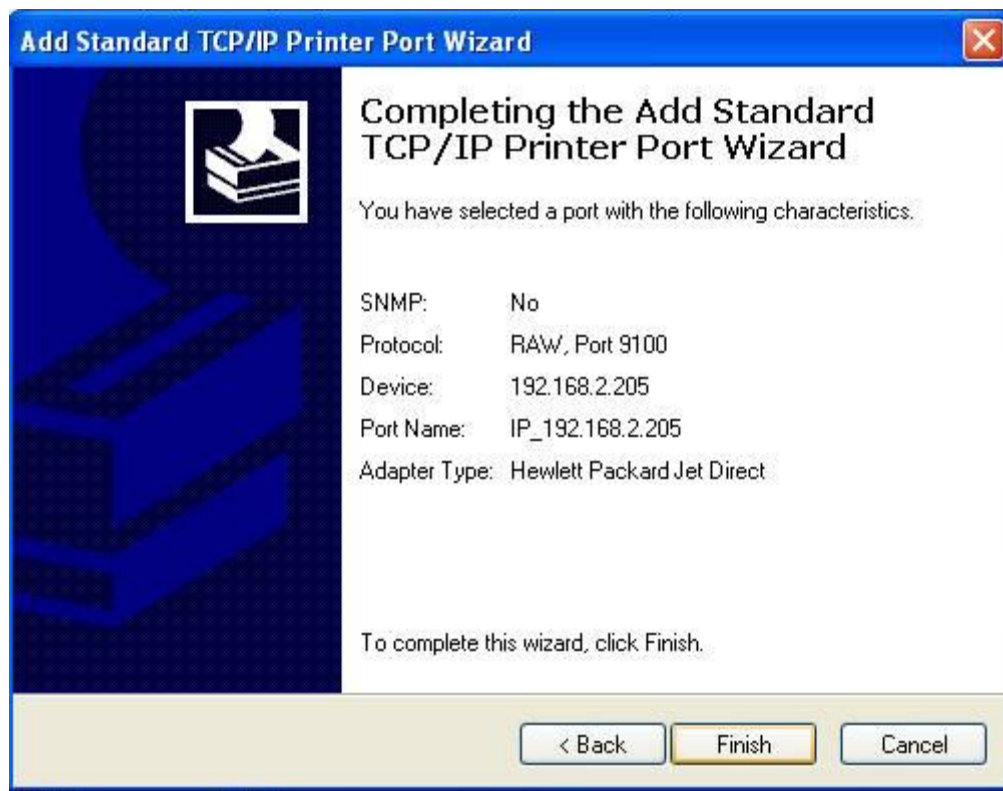 Add Standard TCP/IP Printer Port Wizard
Completing the Add Standard
TCP/IP Printer Port Wizard
You have selected a port with the following characteristics.
SNMP: No
Protocol: RAW, Port 9100
Device: 192.168.2.205
Port Name: IP_192.168.2.205
Adapter Type: Hewlett Packard Jet Direct
To complete this wizard, click Finish.
< Back Finish Cancel